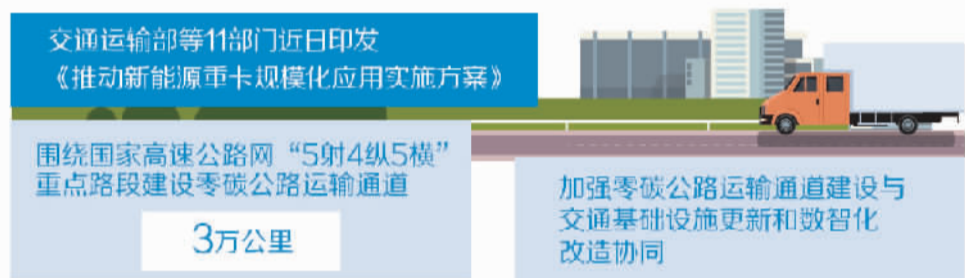 交通运输部等11部门近日印发
《推动新能源重卡规模化应用实施方案》
围绕国家高速公路网“5射4纵5横”
重点路段建设零碳公路运输通道
3万公里
加强零碳公路运输通道建设与
交通基础设施更新和数智化
改造协同